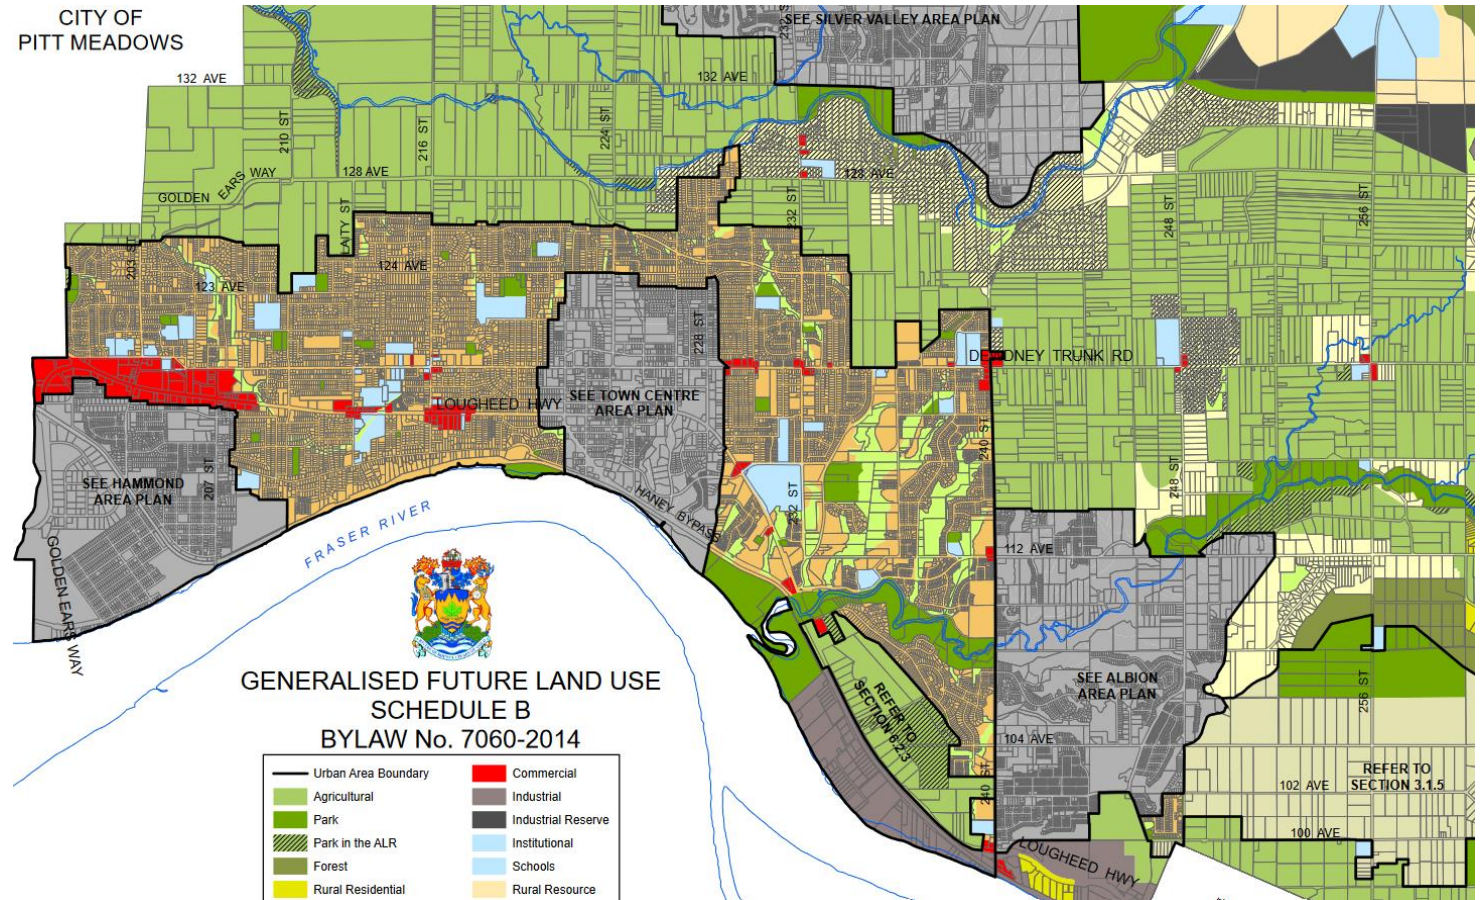 CITY OF
PITT MEADOWS
SEE SILVER VALLEY AREA PLAN
232 S
132 AVE
132 AVE
210 ST
216 ST
224 ST
128 AVE
128 AVE
GOLDEN EARS WAY
232 ST
248 ST
256 ST
LAITY ST
203 ST
124 AVE
123 AVE
228 ST
DEWDNEY TRUNK RD
LOUGHEED HWY
SEE TOWN CENTRE
AREA PLAN
240 ST
SEE HAMMOND
AREA PLAN
207 ST
248 ST
232 ST
HANEY BYPASS
FRASER RIVER
GOLDEN EARS WAY
112 AVE
SEE ALBION
AREA PLAN
256 ST
REFER TO
SECTION 6.2.3
104 AVE
240 ST
REFER TO
SECTION 3.1.5
102 AVE
100 AVE
LOUGHEED HWY
GENERALISED FUTURE LAND USE
SCHEDULE B
BYLAW No. 7060-2014
Urban Area Boundary
Commercial
Agricultural
Industrial
Park
Industrial Reserve
Park in the ALR
Institutional
Forest
Schools
Rural Residential
Rural Resource